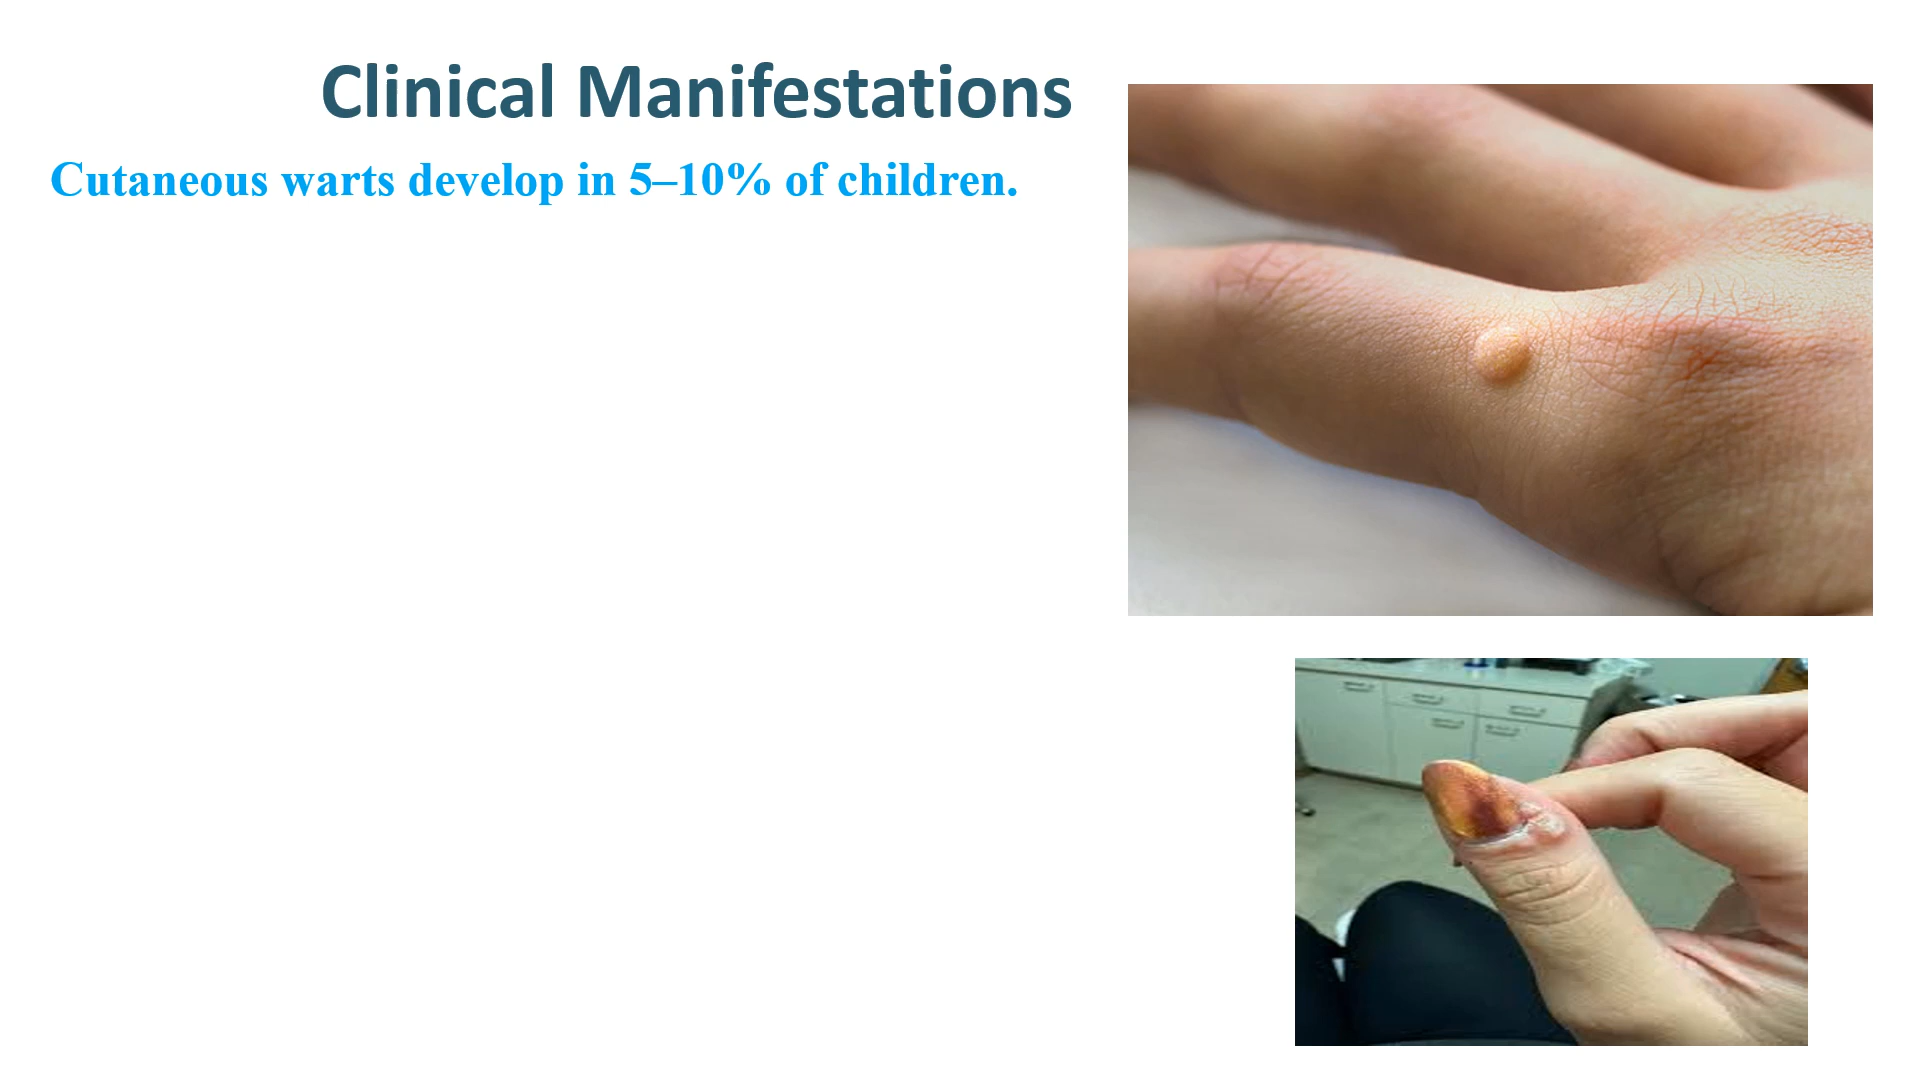 Clinical Manifestations
Cutaneous warts develop in 5–10% of children.